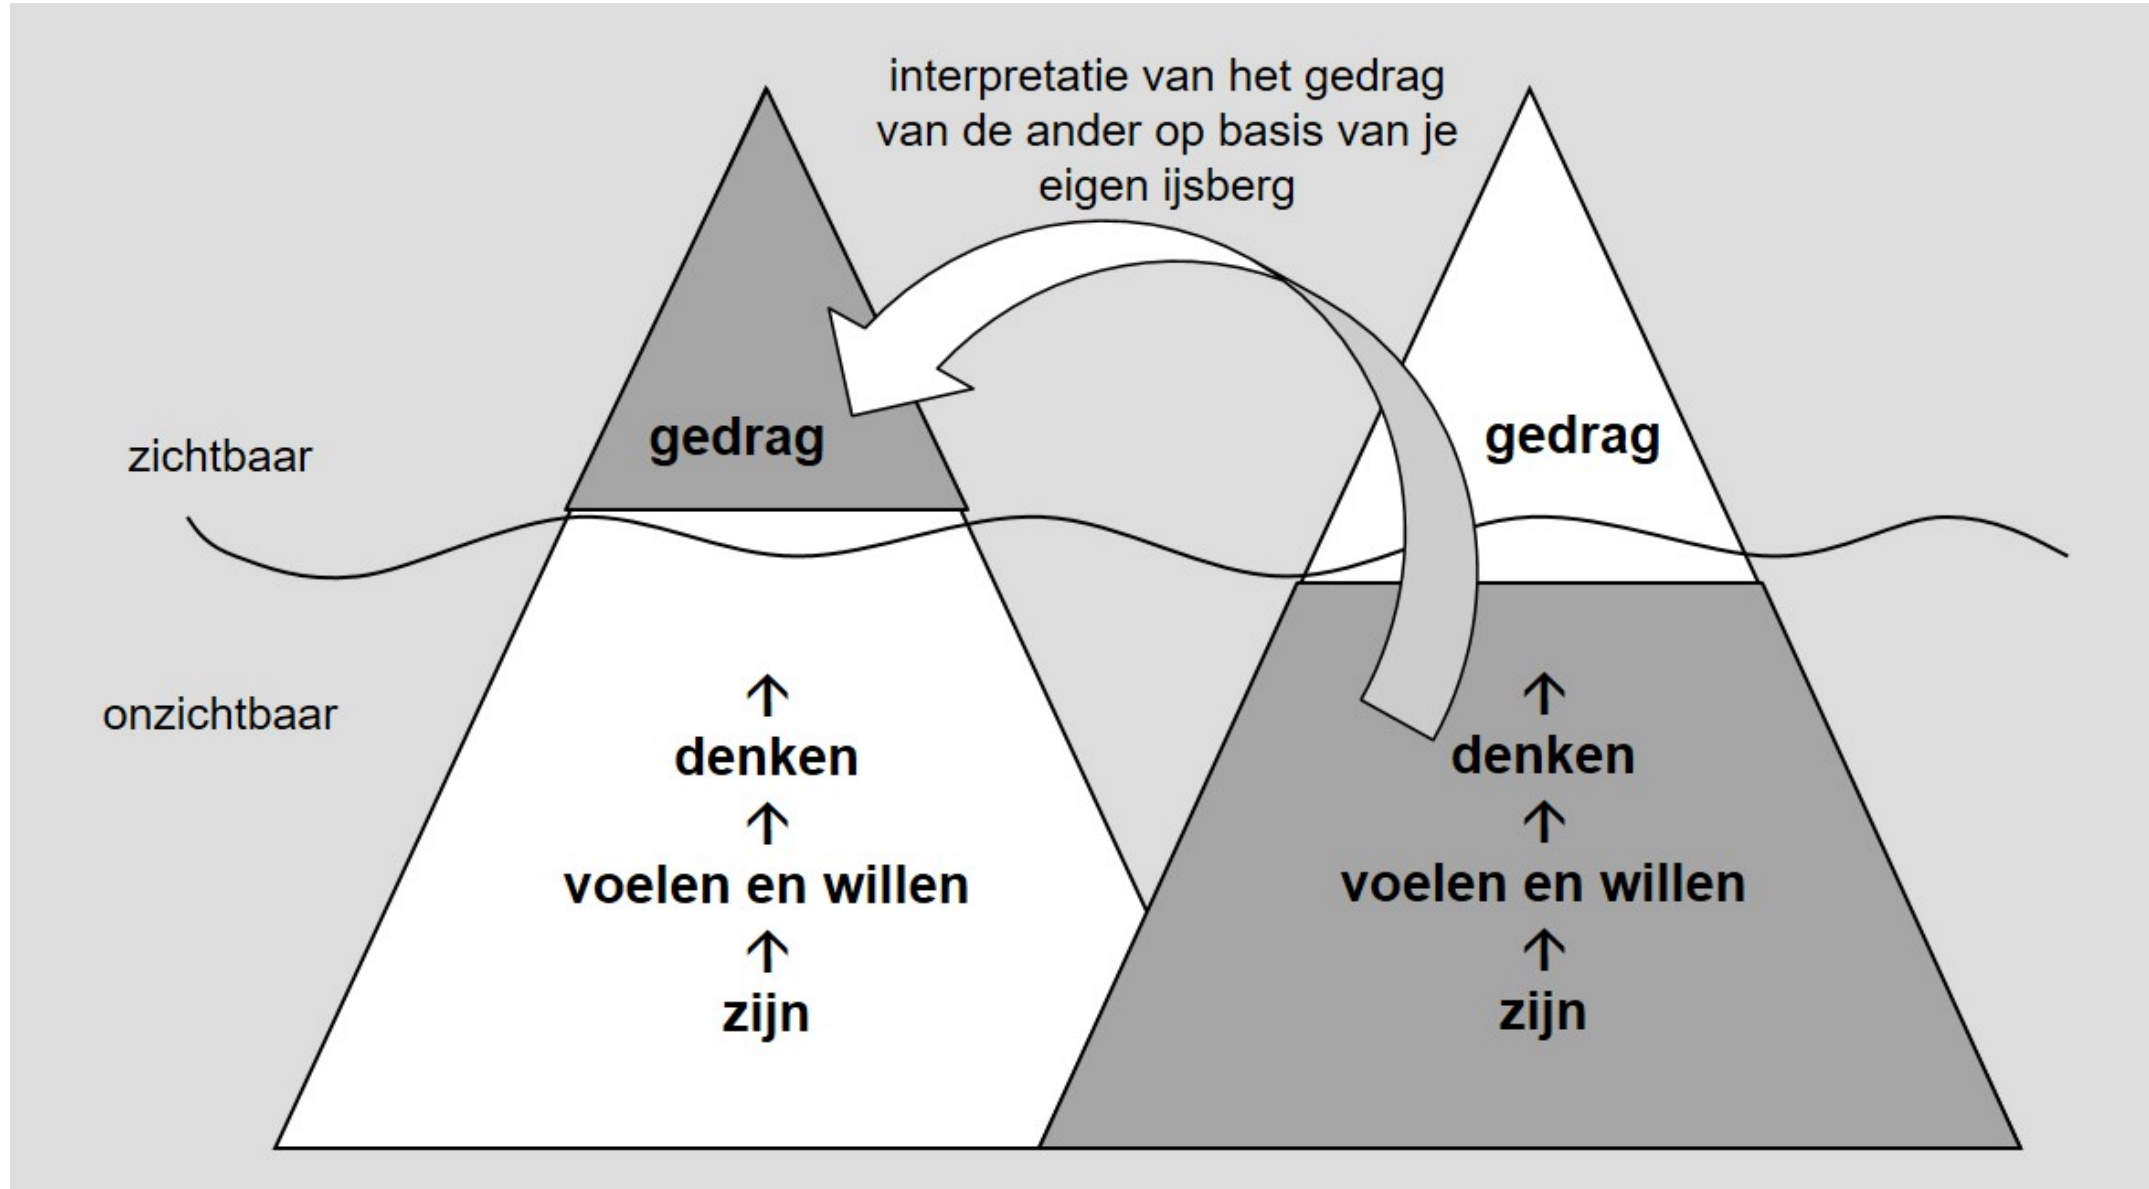 interpretatie van het gedrag
van de ander op basis van je
eigen ijsberg
zichtbaar
gedrag
gedrag
onzichtbaar
↑
denken
↑
voelen en willen
↑
zijn
↑
denken
↑
voelen en willen
↑
zijn